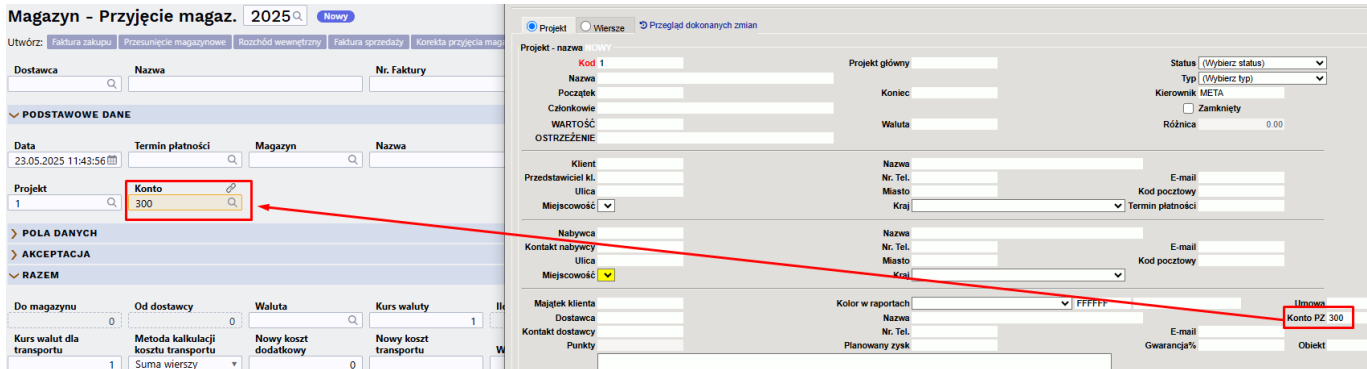 Magazyn - Przyjęcie magaz. 2025 Nowy
Utwórz: Faktura zakupu Przesunięcie magazynowe Rozchód wewnętrzny Faktura sprzedaży Korekta przyjęcia maga
Dostawca Nazwa Nr. Faktury
PODSTAWOWE DANE
Data Termin płatności Magazyn Nazwa
23.05.2025 11:43:56
Projekt Konto
1 300
POLA DANYCH
AKCEPTACJA
RAZEM
Do magazynu Od dostawcy Waluta Kurs waluty
0 0 1
Kurs walut dla transportu Metoda kalkulacji kosztu transportu Nowy koszt dodatkowy Nowy koszt transportu
1 Suma wierszy 0
Projekt Wiersze Przegląd dokonanych zmian
Projekt - nazwa NOWY
Kod 1 Projekt główny Status (Wybierz status)
Nazwa Typ (Wybierz typ)
Początek Koniec Kierownik META
Członkowie Zamknięty
WARTOŚĆ Waluta Różnica 0.00
OSTRZEŻENIE
Klient Nazwa
Przedstawiciel kl. Nr. Tel. E-mail
Ulica Miasto Kod pocztowy
Miejscowość Kraj Termin płatności
Nabywca Nazwa
Kontakt nabywcy Nr. Tel. E-mail
Ulica Miasto Kod pocztowy
Miejscowość Kraj
Majątek klienta Kolor w raportach FFFFFF Umowa
Dostawca Nazwa Konto PZ 300
Kontakt dostawcy Nr. Tel. E-mail
Punkty Planowany zysk Gwarancja% Obiekt